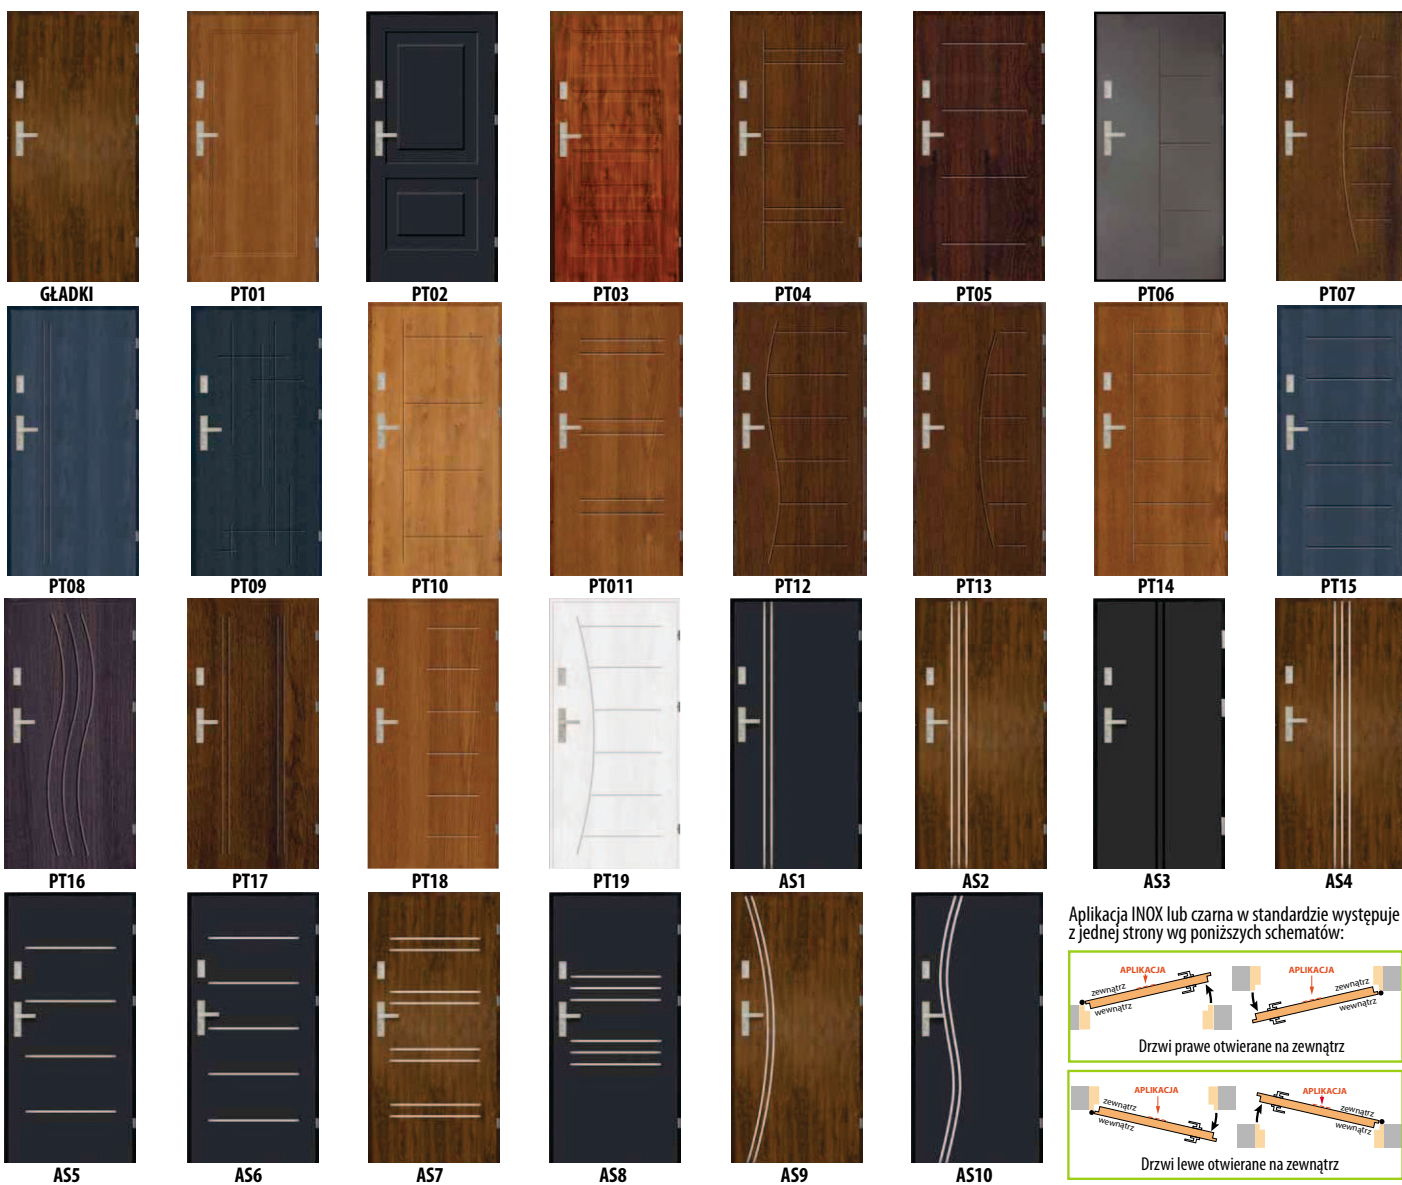 GŁADKI PT01 PT02 PT03 PT04 PT05 PT06 PT07
PT08 PT09 PT10 PT011 PT12 PT13 PT14 PT15
PT16 PT17 PT18 PT19 AS1 AS2 AS3 AS4
AS5 AS6 AS7 AS8 AS9 AS10
Aplikacja INOX lub czarna w standardzie występuje
z jednej strony wg poniższych schematów:
APLIKACJA
zewnątrz
wewnątrz
APLIKACJA
zewnątrz
wewnątrz
Drzwi prawe otwierane na zewnątrz
APLIKACJA
zewnątrz
wewnątrz
APLIKACJA
zewnątrz
wewnątrz
Drzwi lewe otwierane na zewnątrz